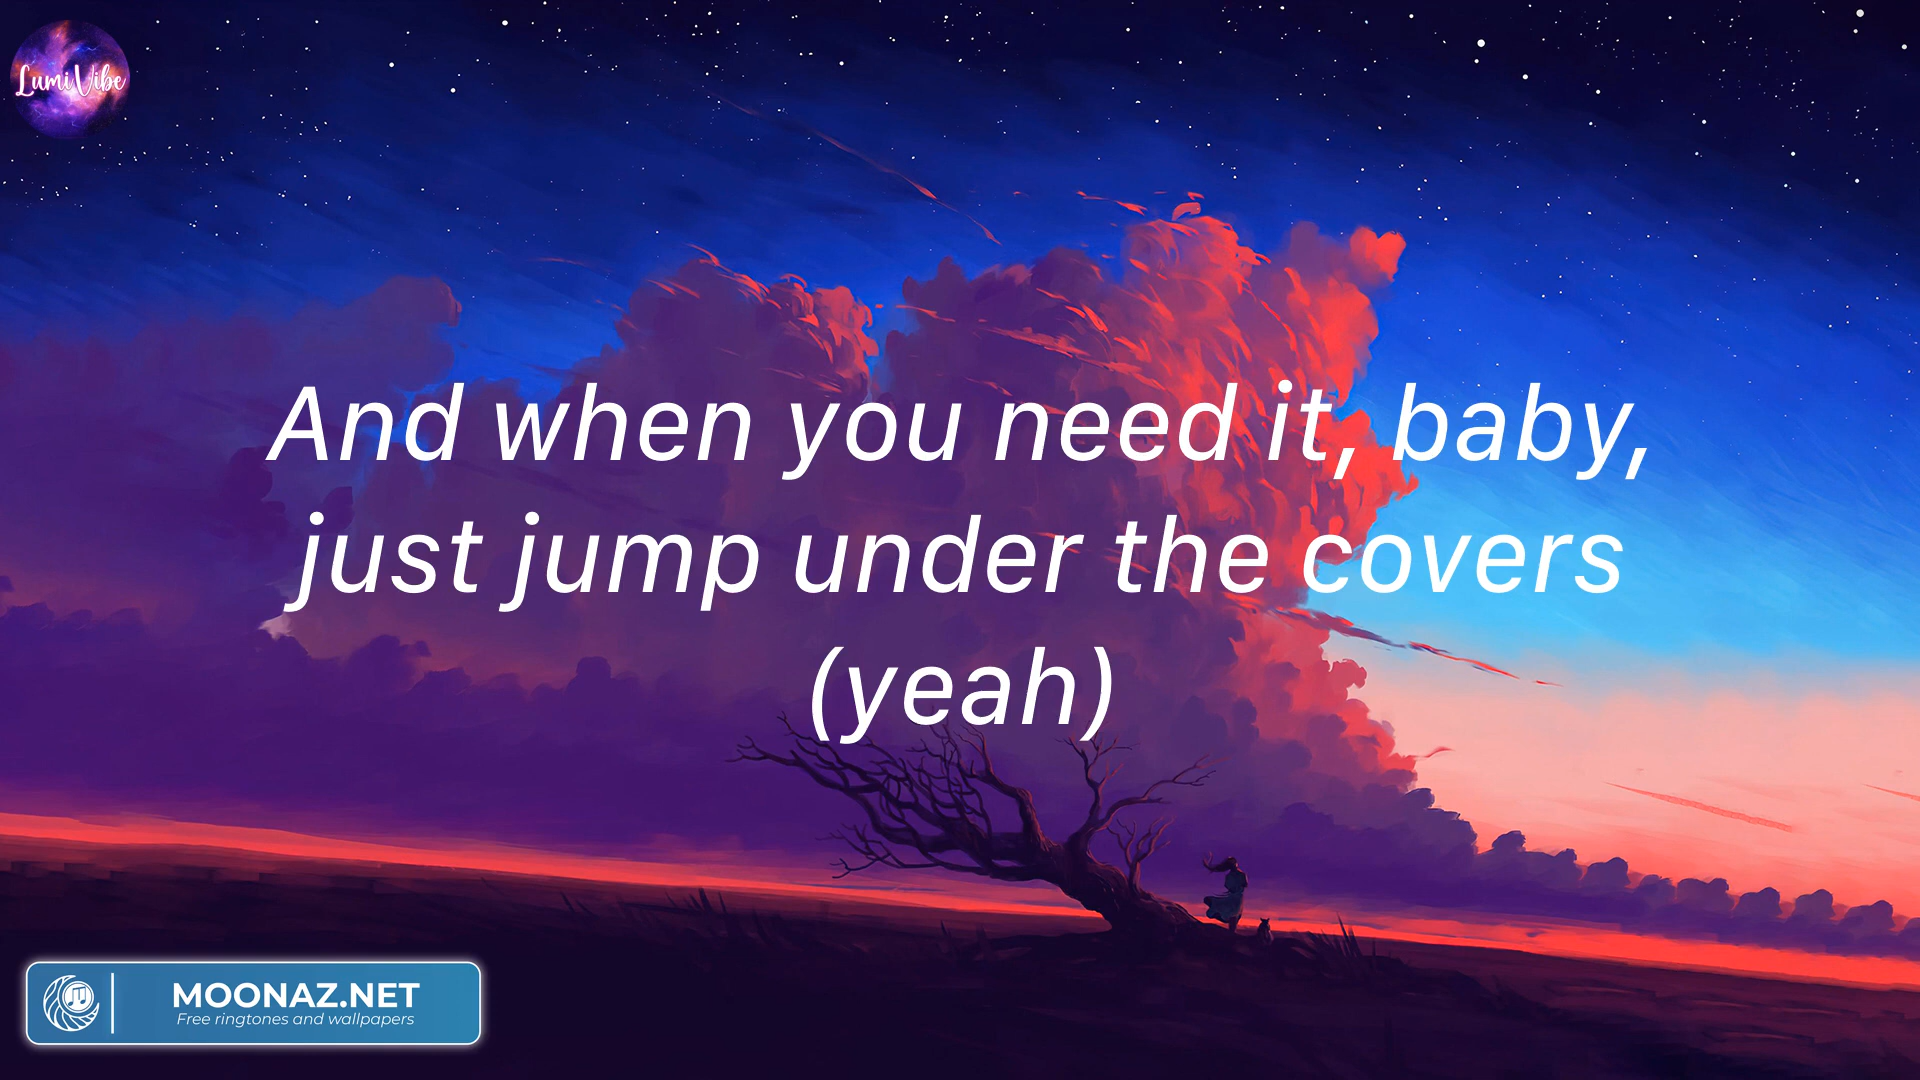 LumiVibe
And when you need it, baby,
just jump under the covers
(yeah)
MOONAZ.NET
Free ringtones and wallpapers